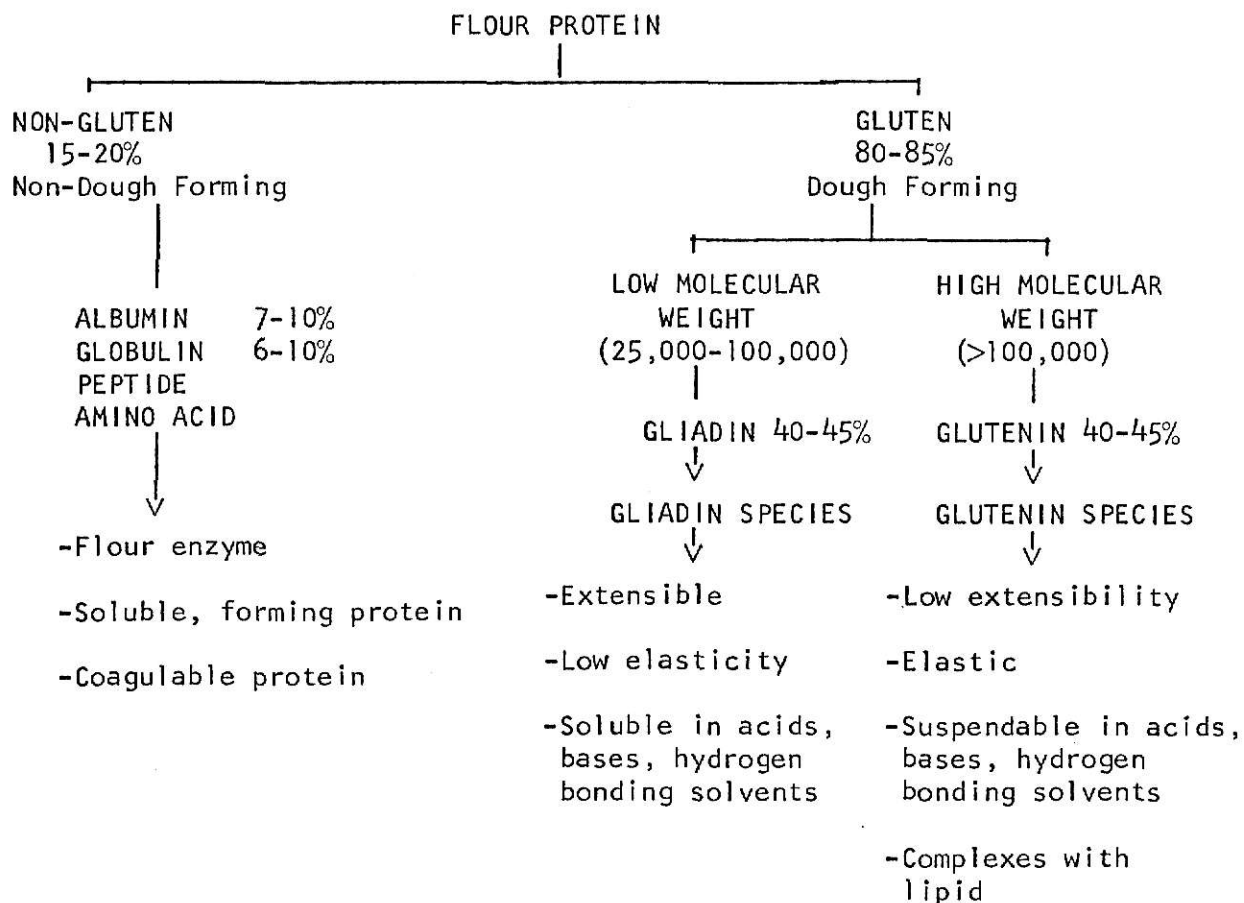 FLOUR PROTEIN
NON-GLUTEN
15-20%
Non-Dough Forming
ALBUMIN 7-10%
GLOBULIN 6-10%
PEPTIDE
AMINO ACID
-Flour enzyme
-Soluble, forming protein
-Coagulable protein
GLUTEN
80-85%
Dough Forming
LOW MOLECULAR
WEIGHT
(25,000-100,000)
GLIADIN 40-45%
GLIADIN SPECIES
-Extensible
-Low elasticity
-Soluble in acids,
bases, hydrogen
bonding solvents
HIGH MOLECULAR
WEIGHT
(>100,000)
GLUTENIN 40-45%
GLUTENIN SPECIES
-Low extensibility
-Elastic
-Suspendable in acids,
bases, hydrogen
bonding solvents
-Complexes with
lipid